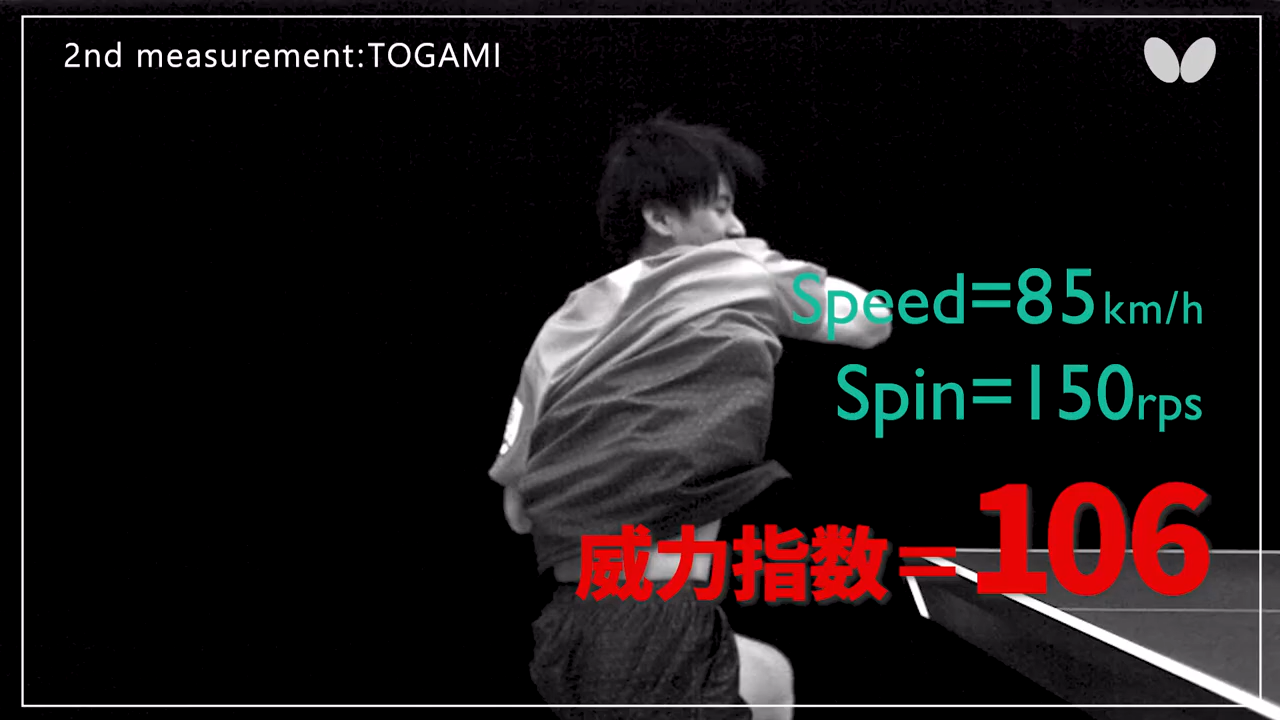 2nd measurement:TOGAMI
Speed=85km/h
Spin=150rps
威力指数=106